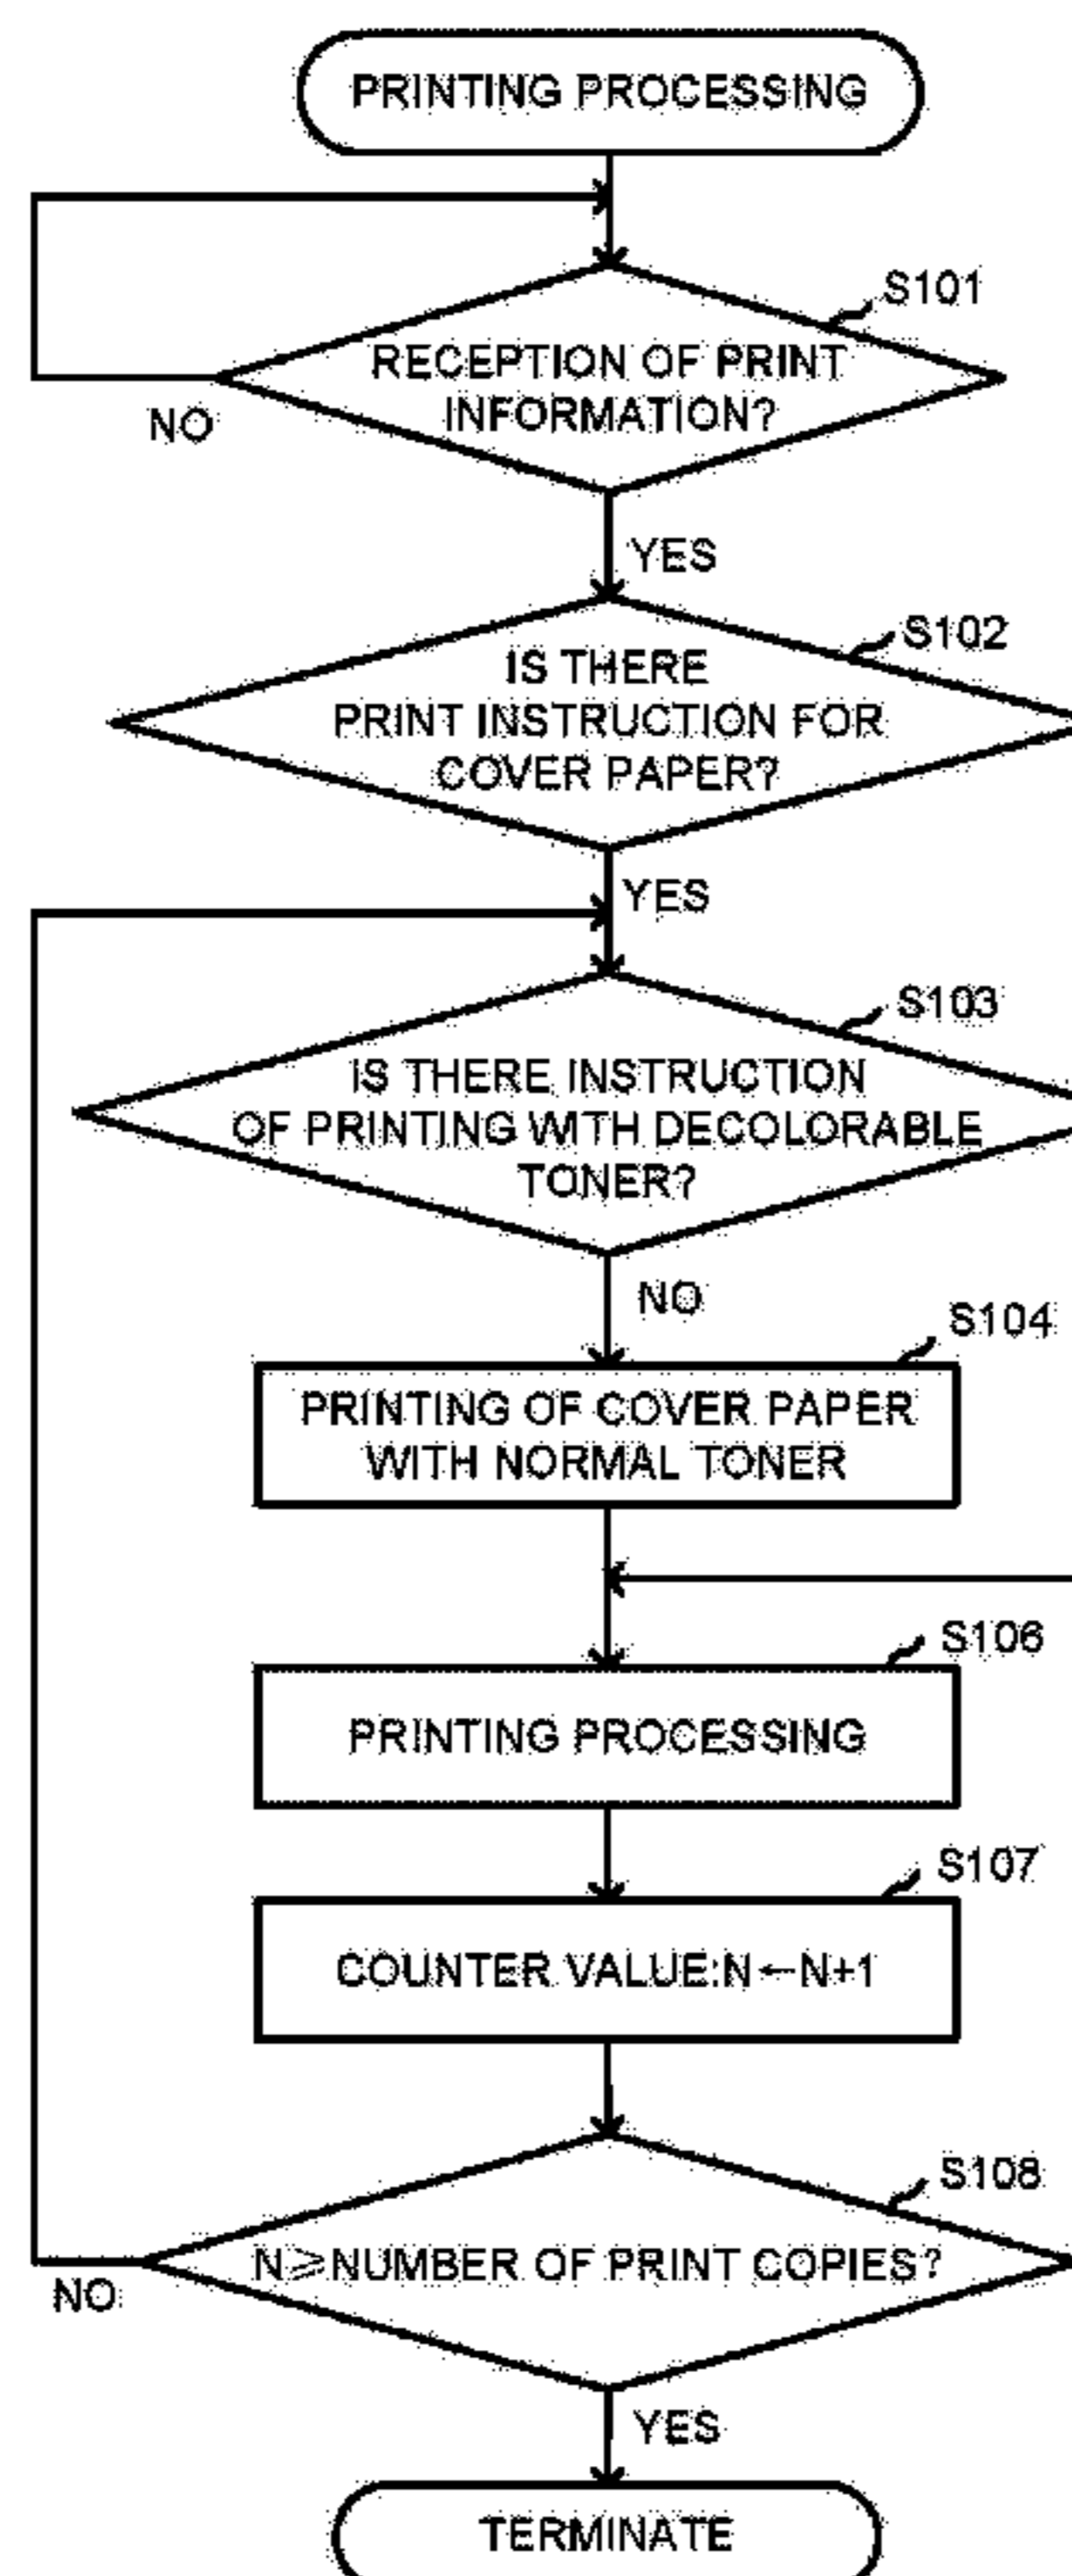 PRINTING PROCESSING
S101
RECEPTION OF PRINT
INFORMATION?
NO
YES
S102
IS THERE
PRINT INSTRUCTION FOR
COVER PAPER?
YES
S103
IS THERE INSTRUCTION
OF PRINTING WITH DECOLORABLE
TONER?
NO
S104
PRINTING OF COVER PAPER
WITH NORMAL TONER
S106
PRINTING PROCESSING
S107
COUNTER VALUE:N←N+1
S108
N≥NUMBER OF PRINT COPIES?
NO
YES
TERMINATE